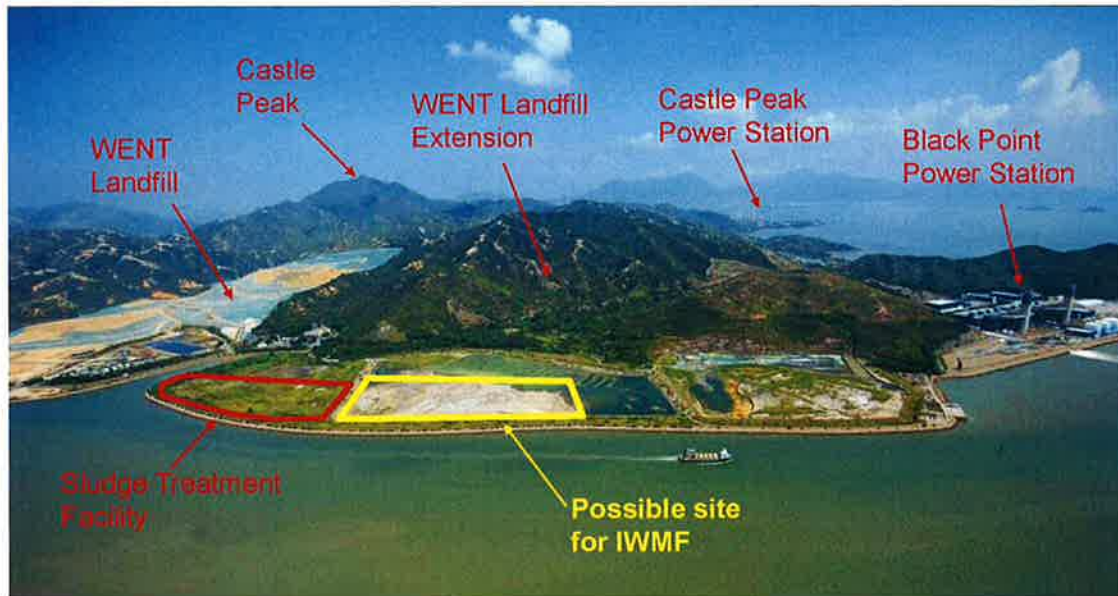 Castle
Peak
WENT
Landfill
WENT Landfill
Extension
Castle Peak
Power Station
Black Point
Power Station
Sludge Treatment
Facility
Possible site
for IWMF